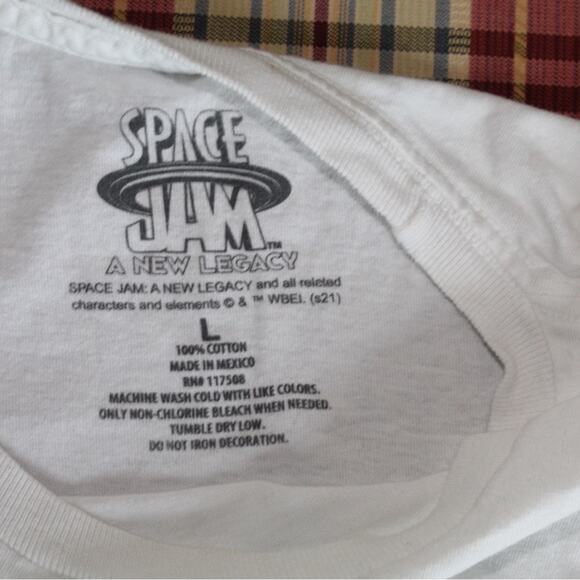 SPACE
JAM™
A NEW LEGACY
SPACE JAM: A NEW LEGACY and all related
characters and elements © & ™ WBEI. (s21)
L
100% COTTON
MADE IN MEXICO
RN# 117508
MACHINE WASH COLD WITH LIKE COLORS.
ONLY NON-CHLORINE BLEACH WHEN NEEDED.
TUMBLE DRY LOW.
DO NOT IRON DECORATION.